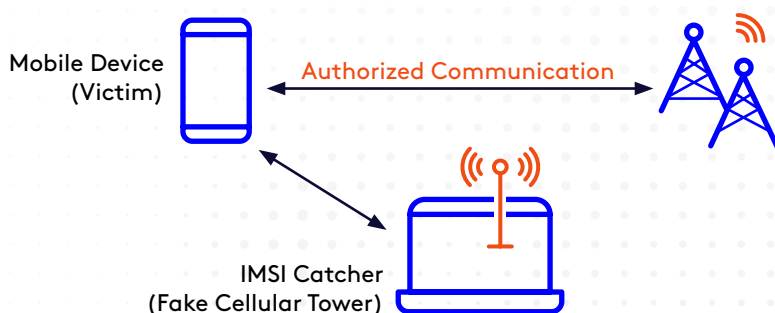 Mobile Device
(Victim)
Authorized Communication
IMSI Catcher
(Fake Cellular Tower)